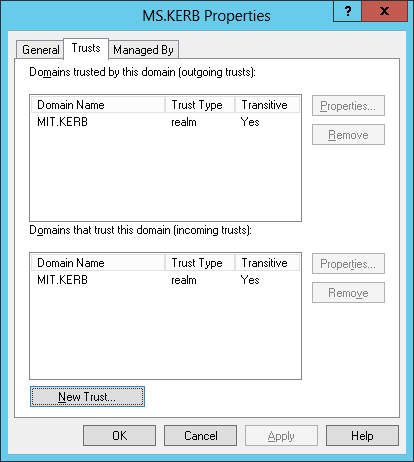 MS.KERB Properties
? X
General Trusts Managed By
Domains trusted by this domain (outgoing trusts):
Domain Name Trust Type Transitive
MIT.KERB realm Yes
Properties...
Remove
Domains that trust this domain (incoming trusts):
Domain Name Trust Type Transitive
MIT.KERB realm Yes
Properties...
Remove
New Trust...
OK Cancel Apply Help